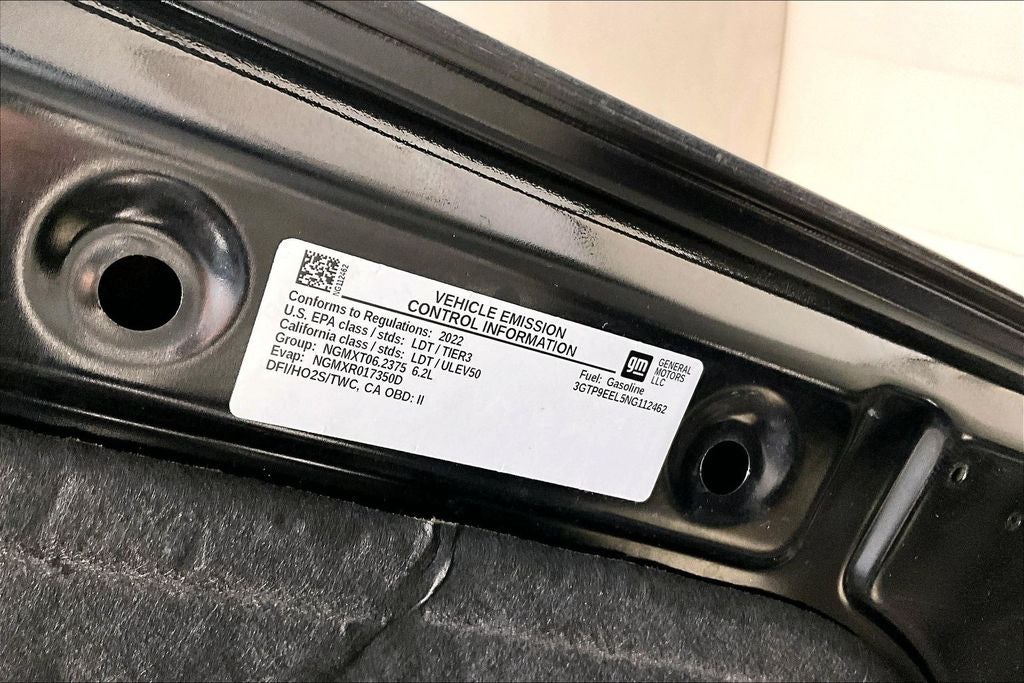 NG112462
VEHICLE EMISSION
CONTROL INFORMATION
Conforms to Regulations: 2022
U.S. EPA class / stds: LDT / TIER3
California class / stds: LDT / ULEV50
Group: NGMXT06.2375 6.2L
Evap: NGMXR017350D
DFI/HO2S/TWC, CA OBD: II
gm
GENERAL
MOTORS
LLC
Fuel: Gasoline
3GTP9EEL5NG112462